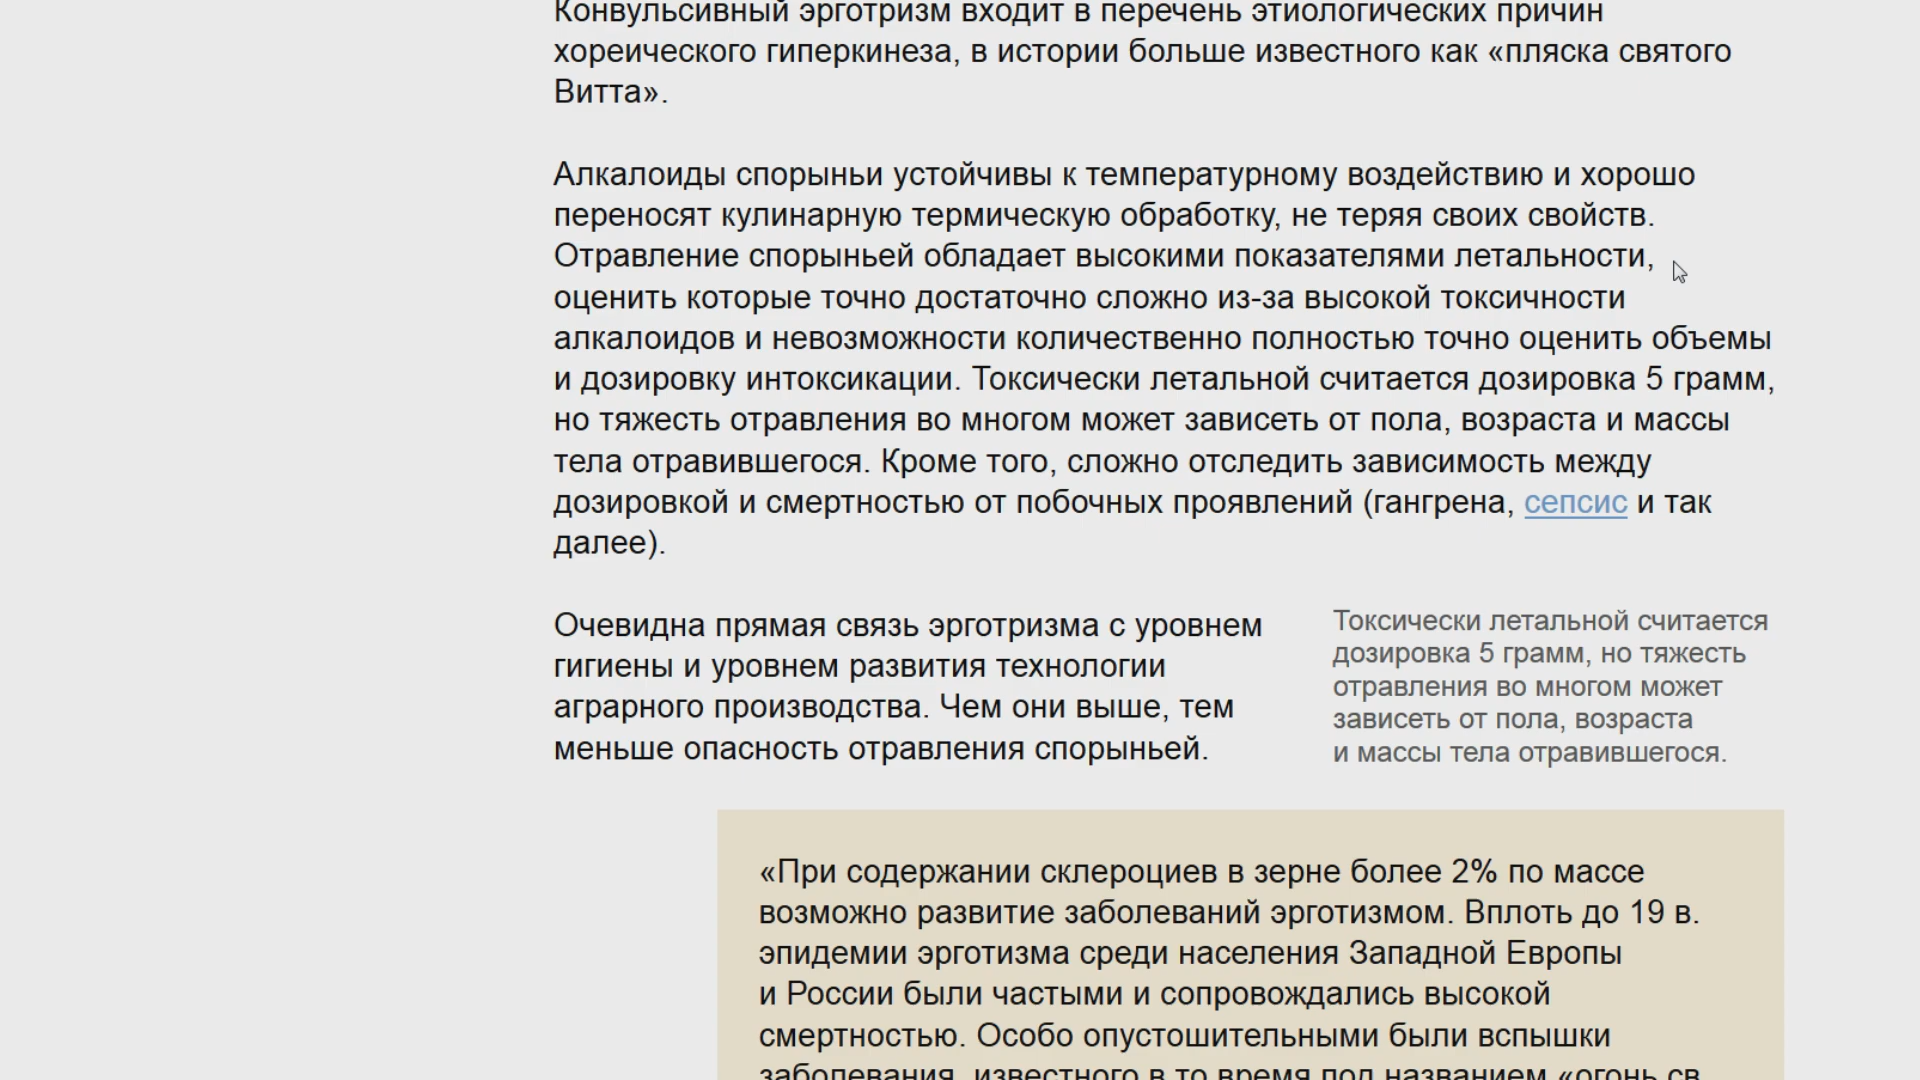 Конвульсивный эрготризм входит в перечень этиологических причин
хореического гиперкинеза, в истории больше известного как «пляска святого
Витта».
Алкалоиды спорыньи устойчивы к температурному воздействию и хорошо
переносят кулинарную термическую обработку, не теряя своих свойств.
Отравление спорыньей обладает высокими показателями летальности,
оценить которые точно достаточно сложно из-за высокой токсичности
алкалоидов и невозможности количественно полностью точно оценить объемы
и дозировку интоксикации. Токсически летальной считается дозировка 5 грамм,
но тяжесть отравления во многом может зависеть от пола, возраста и массы
тела отравившегося. Кроме того, сложно отследить зависимость между
дозировкой и смертностью от побочных проявлений (гангрена, сепсис и так
далее).
Очевидна прямая связь эрготризма с уровнем
гигиены и уровнем развития технологии
аграрного производства. Чем они выше, тем
меньше опасность отравления спорыньей.
Токсически летальной считается
дозировка 5 грамм, но тяжесть
отравления во многом может
зависеть от пола, возраста
и массы тела отравившегося.
«При содержании склероциев в зерне более 2% по массе
возможно развитие заболеваний эрготизмом. Вплоть до 19 в.
эпидемии эрготизма среди населения Западной Европы
и России были частыми и сопровождались высокой
смертностью. Особо опустошительными были вспышки
заболевания, известного в то время под названием «огонь св